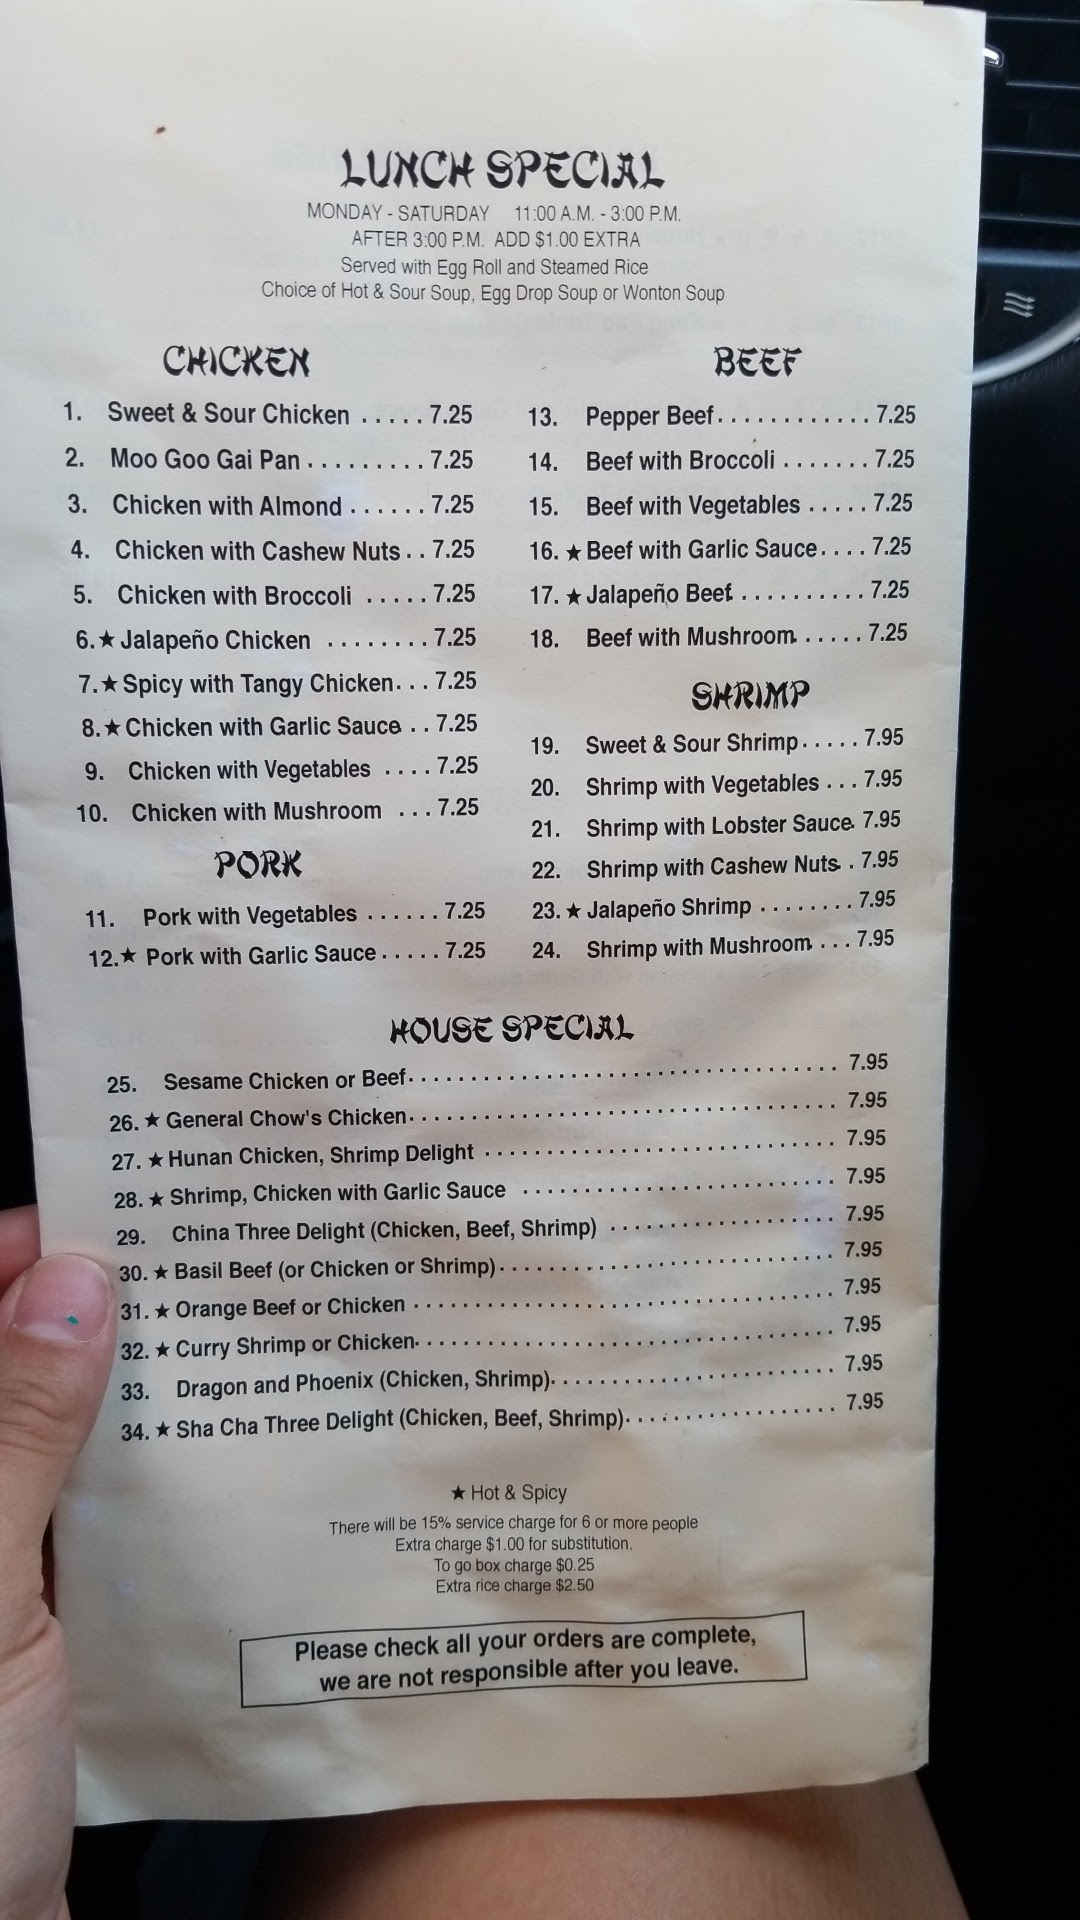 LUNCH SPECIAL
MONDAY - SATURDAY 11:00 A.M. - 3:00 P.M.
AFTER 3:00 P.M. ADD $1.00 EXTRA
Served with Egg Roll and Steamed Rice
Choice of Hot & Sour Soup, Egg Drop Soup or Wonton Soup
CHICKEN
1. Sweet & Sour Chicken ..... 7.25
2. Moo Goo Gai Pan ......... 7.25
3. Chicken with Almond ...... 7.25
4. Chicken with Cashew Nuts .. 7.25
5. Chicken with Broccoli ..... 7.25
6. ★ Jalapeño Chicken ........ 7.25
7. ★ Spicy with Tangy Chicken... 7.25
8. ★ Chicken with Garlic Sauce .. 7.25
9. Chicken with Vegetables .... 7.25
10. Chicken with Mushroom ... 7.25
PORK
11. Pork with Vegetables ...... 7.25
12. ★ Pork with Garlic Sauce ..... 7.25
BEEF
13. Pepper Beef............ 7.25
14. Beef with Broccoli ....... 7.25
15. Beef with Vegetables ..... 7.25
16. ★ Beef with Garlic Sauce.... 7.25
17. ★ Jalapeño Beef ........... 7.25
18. Beef with Mushroom ...... 7.25
SHRIMP
19. Sweet & Sour Shrimp..... 7.95
20. Shrimp with Vegetables ... 7.95
21. Shrimp with Lobster Sauce. 7.95
22. Shrimp with Cashew Nuts. . 7.95
23. ★ Jalapeño Shrimp ........ 7.95
24. Shrimp with Mushroom .... 7.95
HOUSE SPECIAL
25. Sesame Chicken or Beef.................................... 7.95
26. ★ General Chow's Chicken.................................... 7.95
27. ★ Hunan Chicken, Shrimp Delight .............................. 7.95
28. ★ Shrimp, Chicken with Garlic Sauce ........................... 7.95
29. China Three Delight (Chicken, Beef, Shrimp) ................... 7.95
30. ★ Basil Beef (or Chicken or Shrimp)............................. 7.95
31. ★ Orange Beef or Chicken .................................... 7.95
32. ★ Curry Shrimp or Chicken................................... 7.95
33. Dragon and Phoenix (Chicken, Shrimp)........................ 7.95
34. ★ Sha Cha Three Delight (Chicken, Beef, Shrimp).................. 7.95
★ Hot & Spicy
There will be 15% service charge for 6 or more people
Extra charge $1.00 for substitution.
To go box charge $0.25
Extra rice charge $2.50
Please check all your orders are complete,
we are not responsible after you leave.